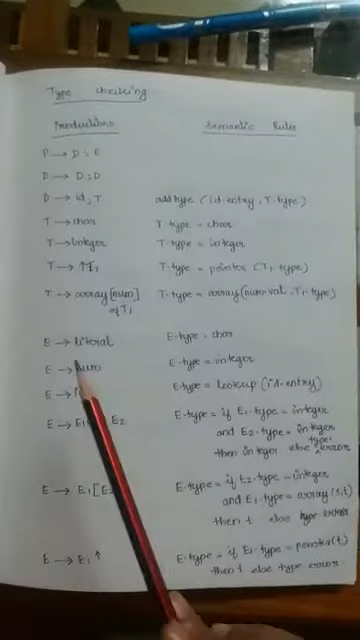 Type checking
Productions Semantic Rules
P → D ; E
D → D ; D
D → id ; T addtype (id.entry, T.type)
T → char T.type = char
T → integer T.type = integer
T → ↑T₁ T.type = pointer (T₁.type)
T → array [num] T.type = array(num.val, T₁.type)
of T₁
E → literal E.type = char
E → num E.type = integer
E → E.type = lookup (id.entry)
E → E₁ E₂ E.type = if E₁.type = integer
and E₂.type = integer
then integer else type error
E → E₁ [E₂ E.type = if E₂.type = integer
and E₁.type = array (s,t)
then t else type error
E → E₁ ↑ E.type = if E₁.type = pointer(t)
then t else type error.